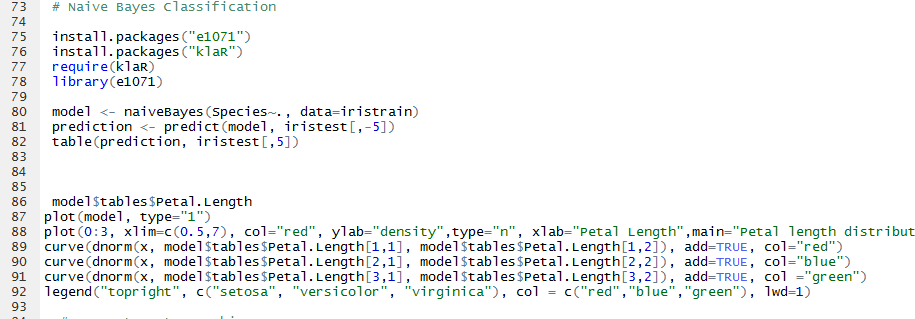 73 # Naive Bayes Classification
74
75 install.packages("e1071")
76 install.packages("klaR")
77 require(klaR)
78 library(e1071)
79
80 model <- naiveBayes(Species~., data=iristrain)
81 prediction <- predict(model, iristest[,-5])
82 table(prediction, iristest[,5])
83
84
85
86 model$tables$Petal.Length
87 plot(model, type="l")
88 plot(0:3, xlim=c(0.5,7), col="red", ylab="density",type="n", xlab="Petal Length",main="Petal length distribut
89 curve(dnorm(x, model$tables$Petal.Length[1,1], model$tables$Petal.Length[1,2]), add=TRUE, col="red")
90 curve(dnorm(x, model$tables$Petal.Length[2,1], model$tables$Petal.Length[2,2]), add=TRUE, col="blue")
91 curve(dnorm(x, model$tables$Petal.Length[3,1], model$tables$Petal.Length[3,2]), add=TRUE, col ="green")
92 legend("topright", c("setosa", "versicolor", "virginica"), col = c("red","blue","green"), lwd=1)
93